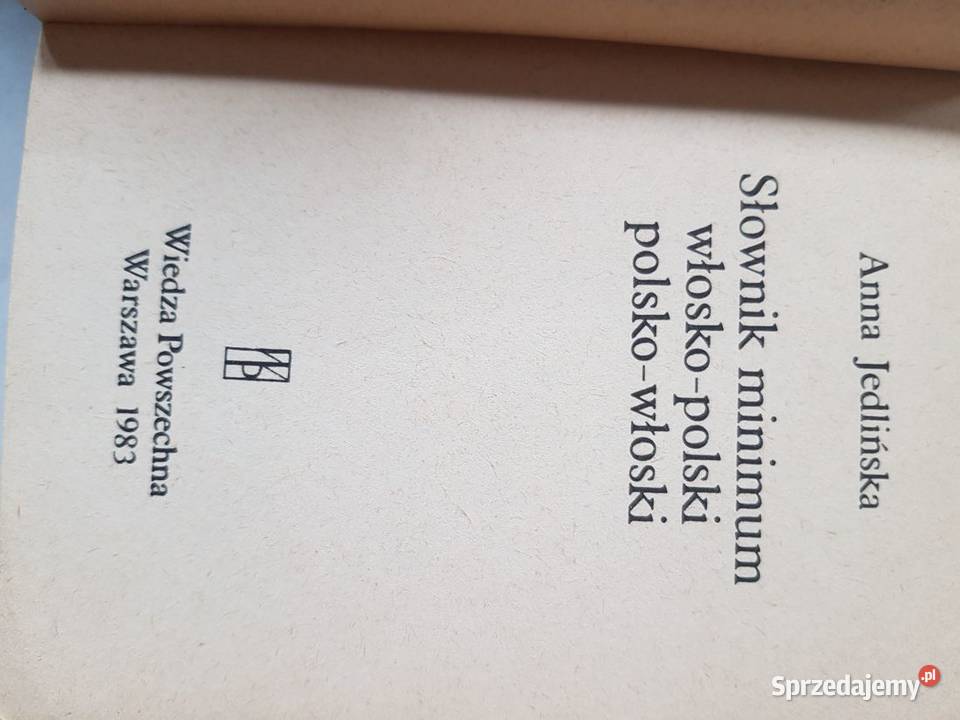 Anna Jedlińska
Słownik minimum
włosko-polski
polsko-włoski
WP
Wiedza Powszechna
Warszawa 1983
Sprzedajemy.pl